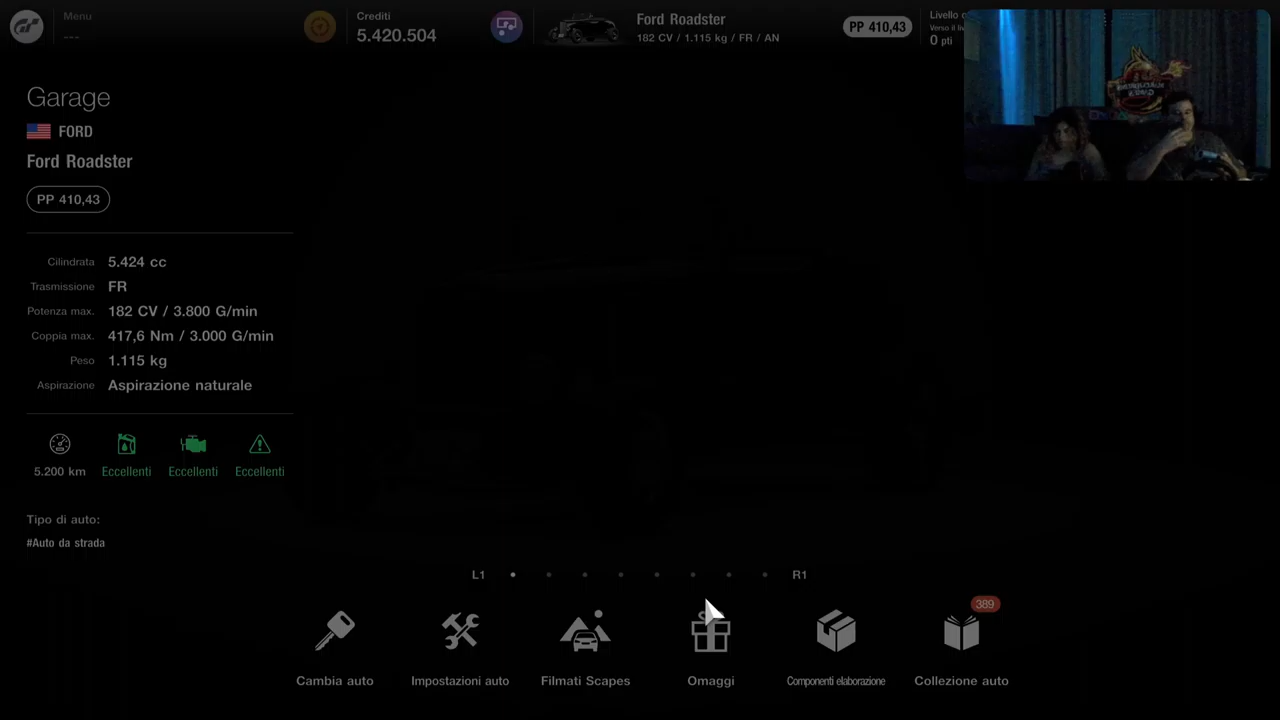 Menu
---
Crediti
5.420.504
Ford Roadster
182 CV / 1.115 kg / FR / AN
PP 410,43
Livello
Verso il
0 pti
Garage
FORD
Ford Roadster
PP 410,43
Cilindrata 5.424 cc
Trasmissione FR
Potenza max. 182 CV / 3.800 G/min
Coppia max. 417,6 Nm / 3.000 G/min
Peso 1.115 kg
Aspirazione Aspirazione naturale
5.200 km Eccellenti Eccellenti Eccellenti
Tipo di auto:
#Auto da strada
L1 R1
389
Cambia auto Impostazioni auto Filmati Scapes Omaggi Componenti elaborazione Collezione auto